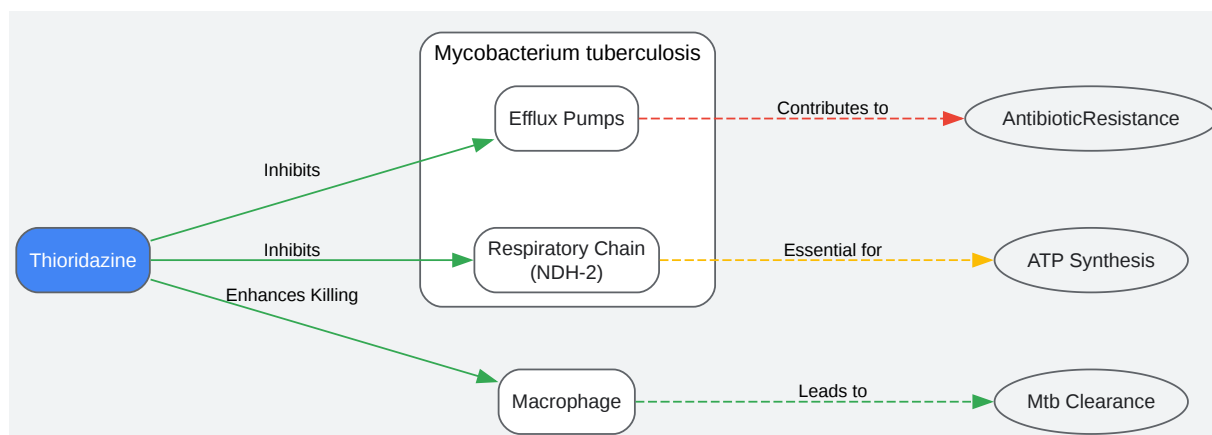 Mycobacterium tuberculosis
Efflux Pumps
Contributes to
AntibioticResistance
Inhibits
Thioridazine
Inhibits
Respiratory Chain
(NDH-2)
Essential for
ATP Synthesis
Enhances Killing
Macrophage
Leads to
Mtb Clearance